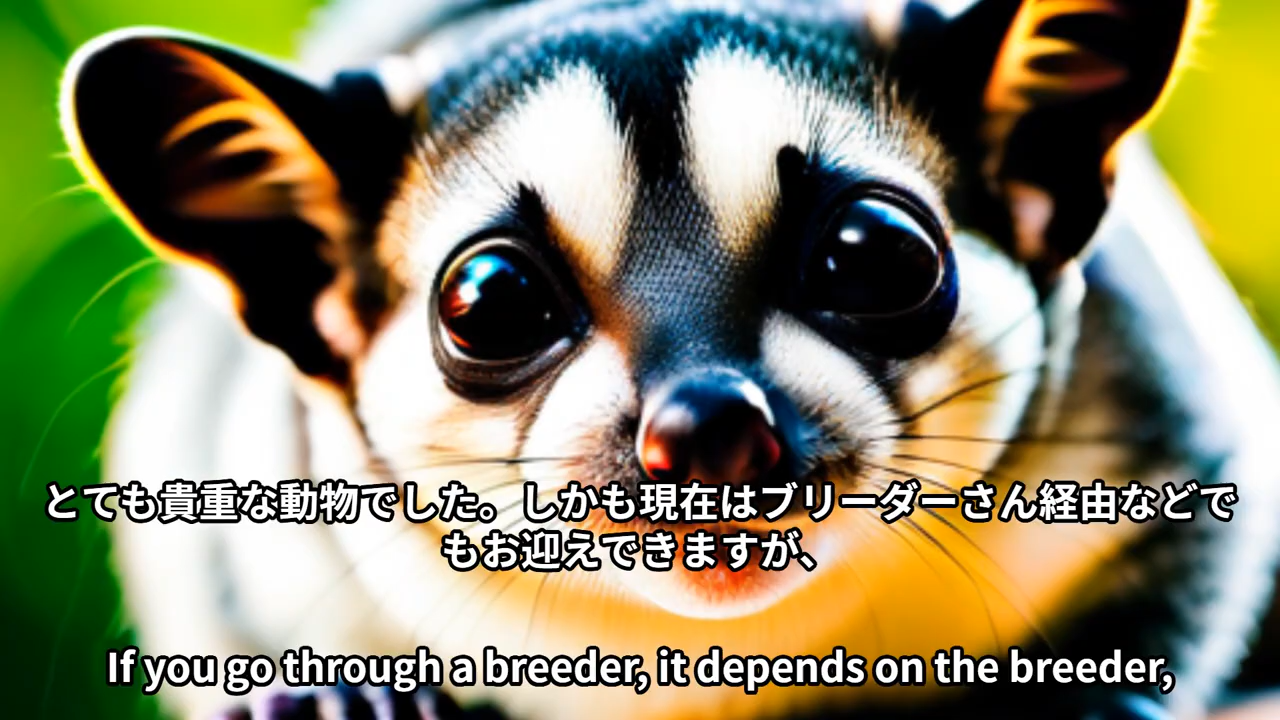 とても貴重な動物でした。しかも現在はブリーダーさん経由などで
もお迎えできますが、
If you go through a breeder, it depends on the breeder,